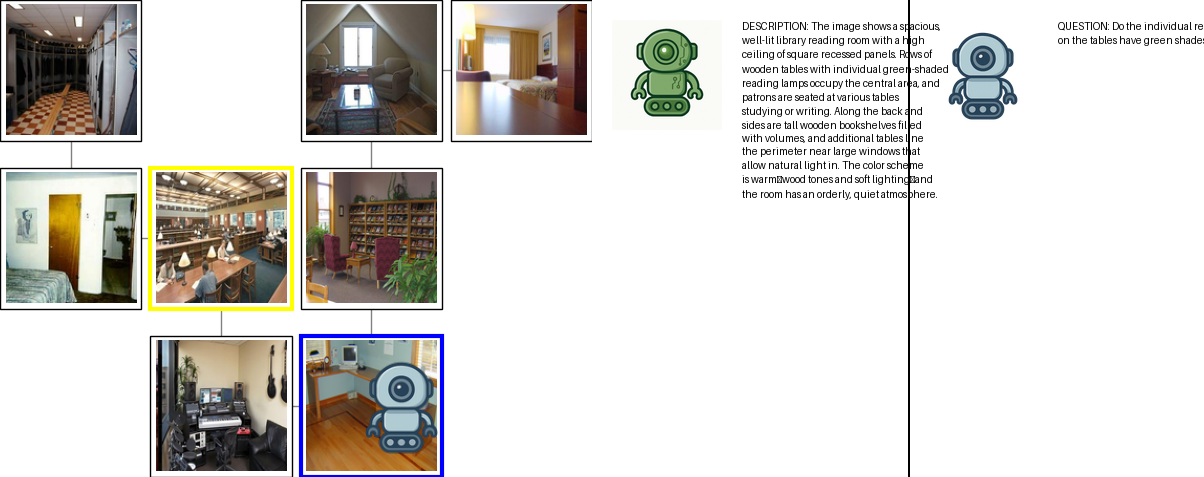 DESCRIPTION: The image shows a spacious,
well-lit library reading room with a high
ceiling of square recessed panels. Rows of
wooden tables with individual green-shaded
reading lamps occupy the central area, and
patrons are seated at various tables
studying or writing. Along the back and
sides are tall wooden bookshelves filled
with volumes, and additional tables line
the perimeter near large windows that
allow natural light in. The color scheme
is warm□wood tones and soft lighting□and
the room has an orderly, quiet atmosphere.
QUESTION: Do the individual re
on the tables have green shade